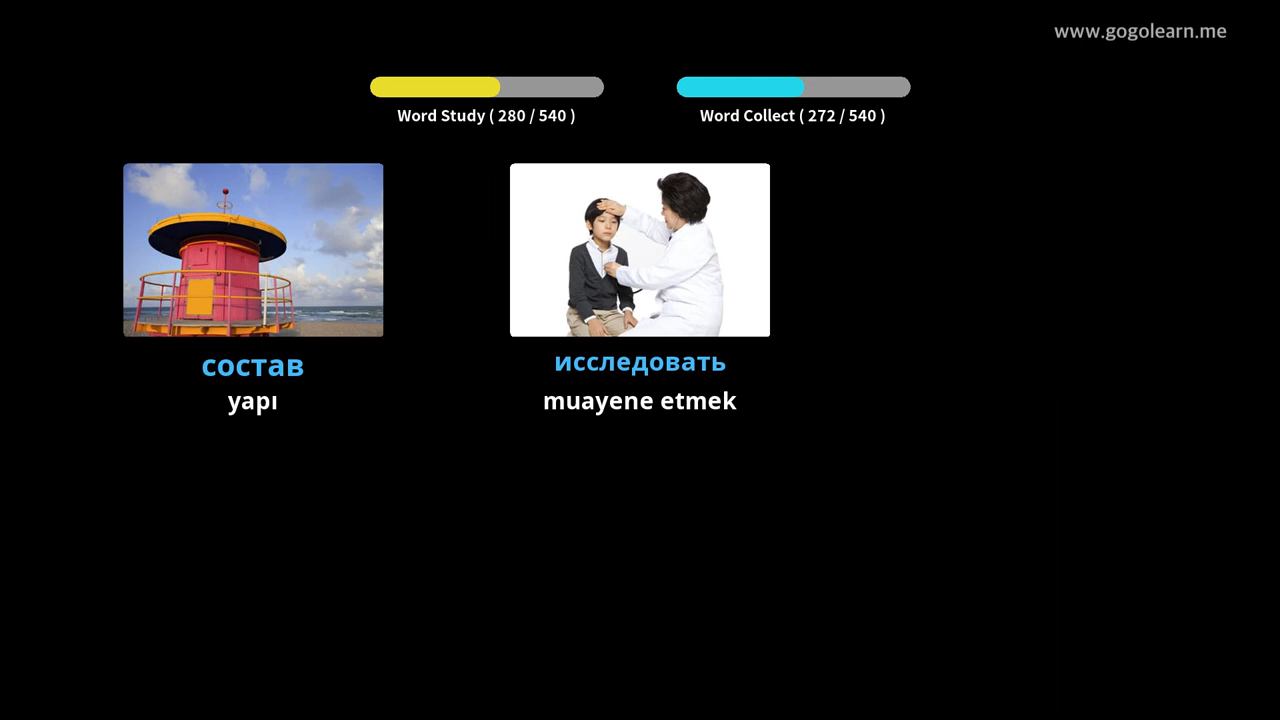 www.gogolearn.me
Word Study ( 280 / 540 )
Word Collect ( 272 / 540 )
состав
yapı
исследовать
muayene etmek